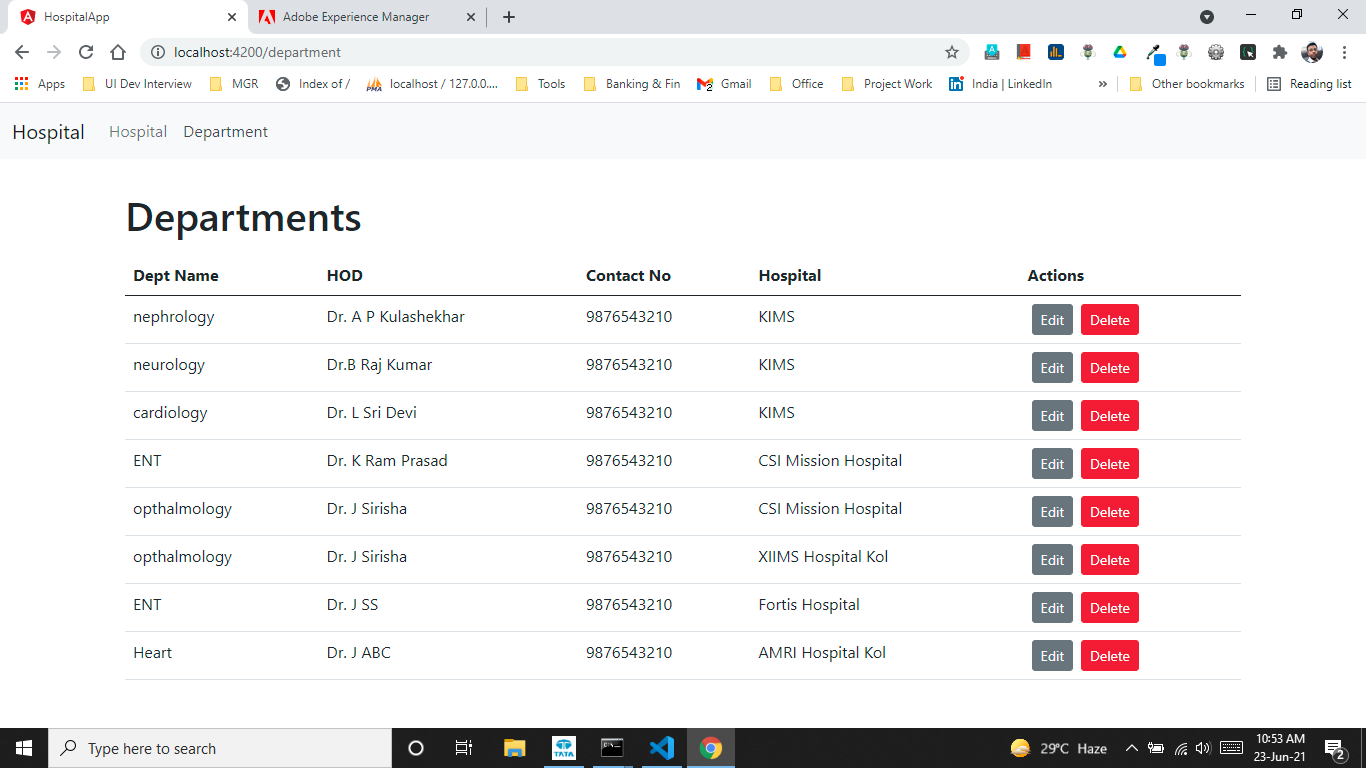 HospitalApp Adobe Experience Manager
localhost:4200/department
Apps UI Dev Interview MGR Index of / localhost / 127.0.0.... Tools Banking & Fin Gmail Office Project Work India | LinkedIn » Other bookmarks Reading list
Hospital Hospital Department
Departments
Dept Name HOD Contact No Hospital Actions
nephrology Dr. A P Kulashekhar 9876543210 KIMS Edit Delete
neurology Dr.B Raj Kumar 9876543210 KIMS Edit Delete
cardiology Dr. L Sri Devi 9876543210 KIMS Edit Delete
ENT Dr. K Ram Prasad 9876543210 CSI Mission Hospital Edit Delete
opthalmology Dr. J Sirisha 9876543210 CSI Mission Hospital Edit Delete
opthalmology Dr. J Sirisha 9876543210 XIIMS Hospital Kol Edit Delete
ENT Dr. J SS 9876543210 Fortis Hospital Edit Delete
Heart Dr. J ABC 9876543210 AMRI Hospital Kol Edit Delete
Type here to search TATA 29°C Haze 10:53 AM
23-Jun-21 2